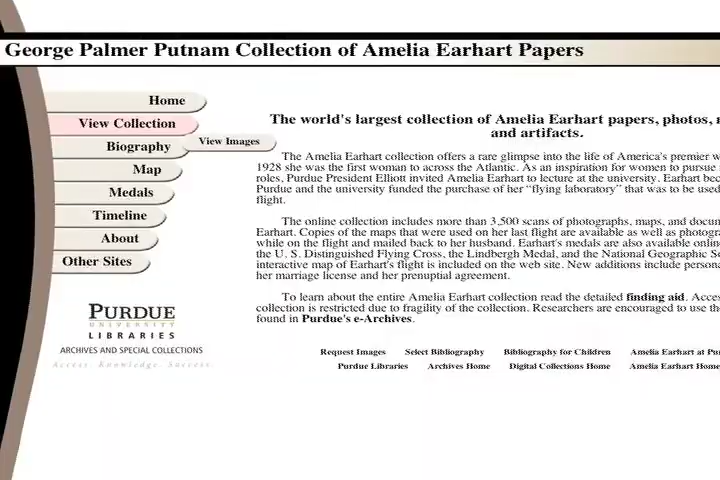 George Palmer Putnam Collection of Amelia Earhart Papers
Home
View Collection
View Images
Biography
Map
Medals
Timeline
About
Other Sites
PURDUE
UNIVERSITY
LIBRARIES
ARCHIVES AND SPECIAL COLLECTIONS
Access. Knowledge. Success.
The world's largest collection of Amelia Earhart papers, photos,
and artifacts.
The Amelia Earhart collection offers a rare glimpse into the life of America's premier
1928 she was the first woman to across the Atlantic. As an inspiration for women to pursue
roles, Purdue President Elliott invited Amelia Earhart to lecture at the university. Earhart
Purdue and the university funded the purchase of her “flying laboratory” that was to be used
flight.
The online collection includes more than 3,500 scans of photographs, maps, and
Earhart. Copies of the maps that were used on her last flight are available as well as
while on the flight and mailed back to her husband. Earhart's medals are also available
the U. S. Distinguished Flying Cross, the Lindbergh Medal, and the National Geographic
interactive map of Earhart's flight is included on the web site. New additions include
her marriage license and her prenuptial agreement.
To learn about the entire Amelia Earhart collection read the detailed finding aid.
collection is restricted due to fragility of the collection. Researchers are encouraged to use
found in Purdue's e-Archives.
Request Images Select Bibliography Bibliography for Children Amelia Earhart at
Purdue Libraries Archives Home Digital Collections Home Amelia Earhart Home